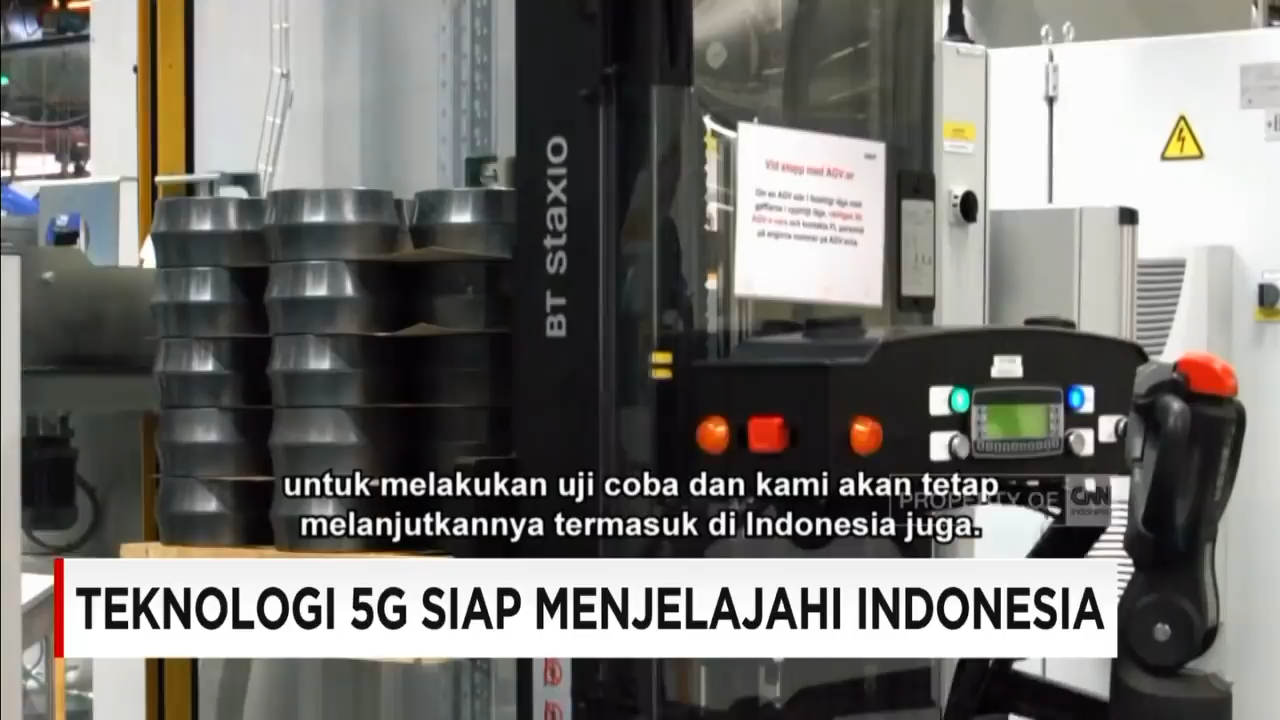 BT staxio
Vid stopp med AGV:er
untuk melakukan uji coba dan kami akan tetap
melanjutkannya termasuk di Indonesia juga.
PROPERTY OF CNN Indonesia
TEKNOLOGI 5G SIAP MENJELAJAHI INDONESIA